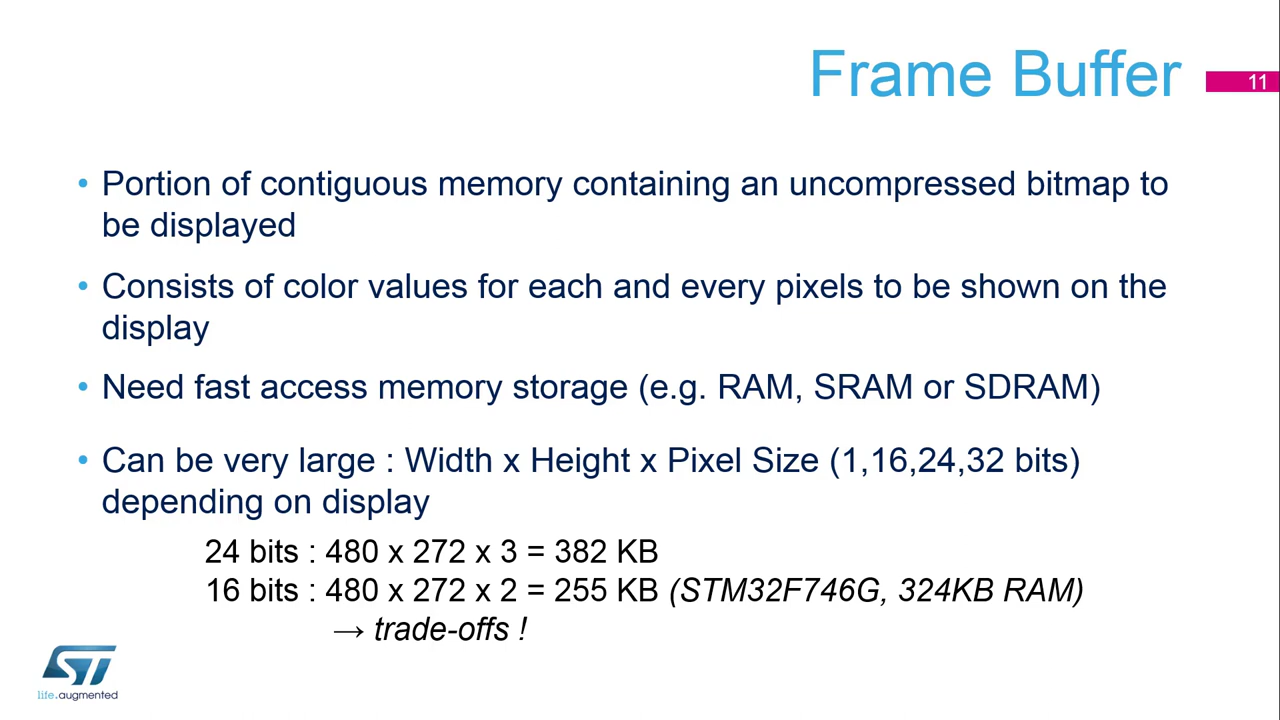 Frame Buffer
11
• Portion of contiguous memory containing an uncompressed bitmap to
be displayed
• Consists of color values for each and every pixels to be shown on the
display
• Need fast access memory storage (e.g. RAM, SRAM or SDRAM)
• Can be very large : Width x Height x Pixel Size (1,16,24,32 bits)
depending on display
24 bits : 480 x 272 x 3 = 382 KB
16 bits : 480 x 272 x 2 = 255 KB (STM32F746G, 324KB RAM)
→ trade-offs !
ST
life.augmented